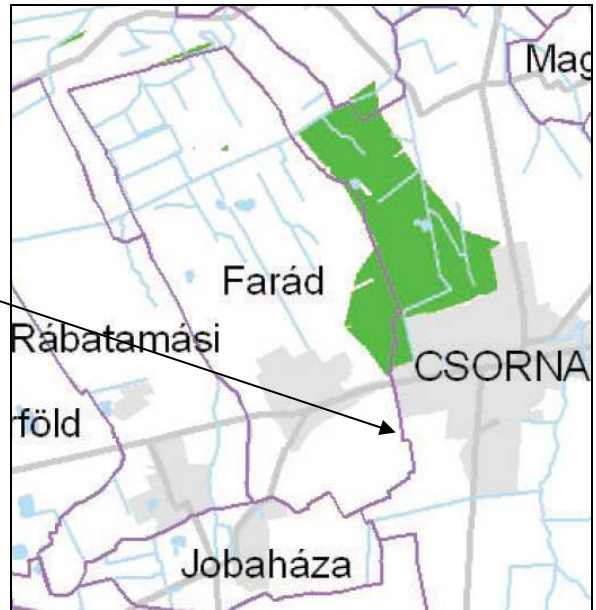 Mag
Farád
Rábatamási
CSORNA
rföld
Jobaháza